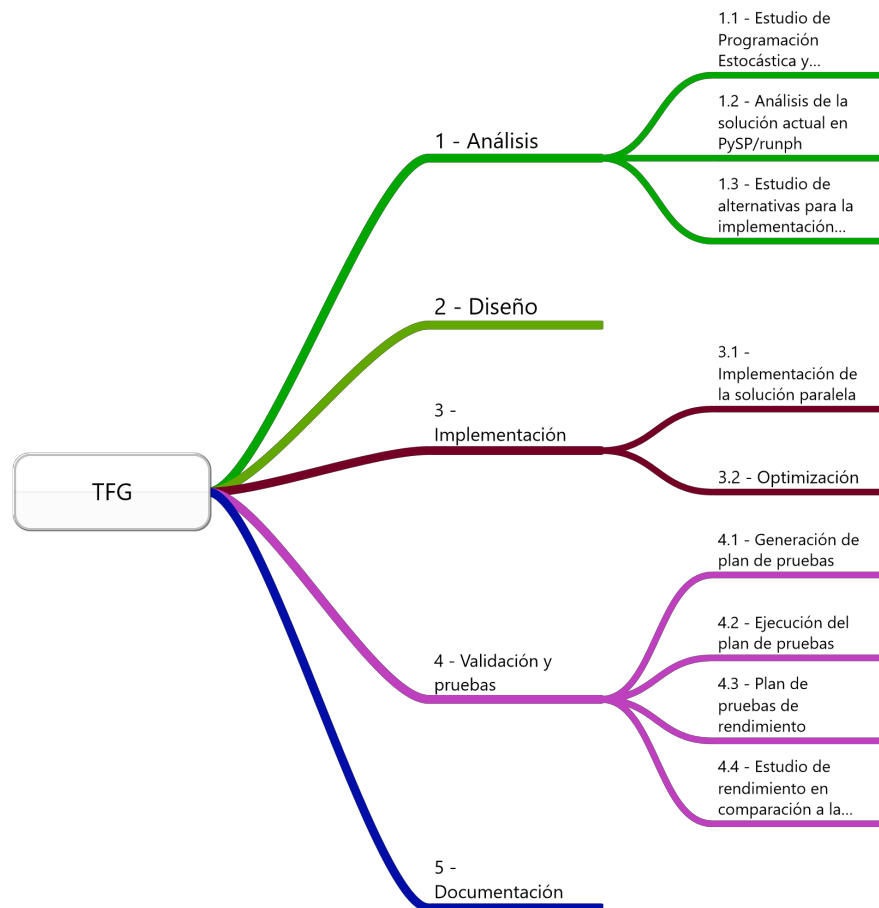 TFG
1 - Análisis
1.1 - Estudio de
Programación
Estocástica y...
1.2 - Análisis de la
solución actual en
PySP/runph
1.3 - Estudio de
alternativas para la
implementación...
2 - Diseño
3 -
Implementación
3.1 -
Implementación de
la solución paralela
3.2 - Optimización
4 - Validación y
pruebas
4.1 - Generación de
plan de pruebas
4.2 - Ejecución del
plan de pruebas
4.3 - Plan de
pruebas de
rendimiento
4.4 - Estudio de
rendimiento en
comparación a la...
5 -
Documentación